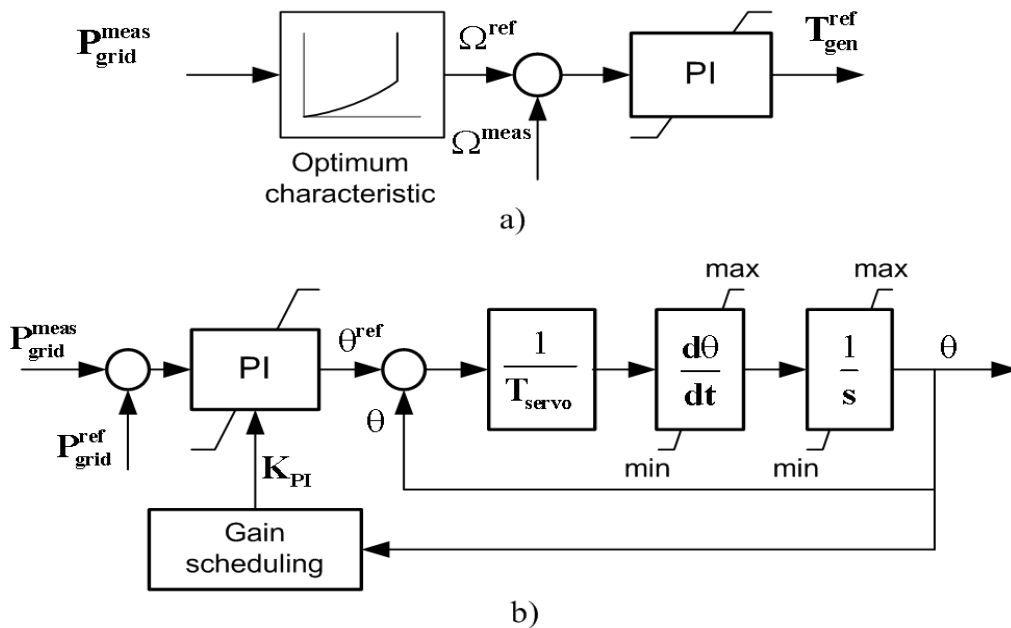 P_grid^meas
Ω^ref
T_gen^ref
PI
Ω^meas
Optimum
characteristic
a)
max
max
P_grid^meas
PI
θ^ref
1/T_servo
dθ/dt
1/s
θ
θ
P_grid^ref
min
min
K_PI
Gain
scheduling
b)